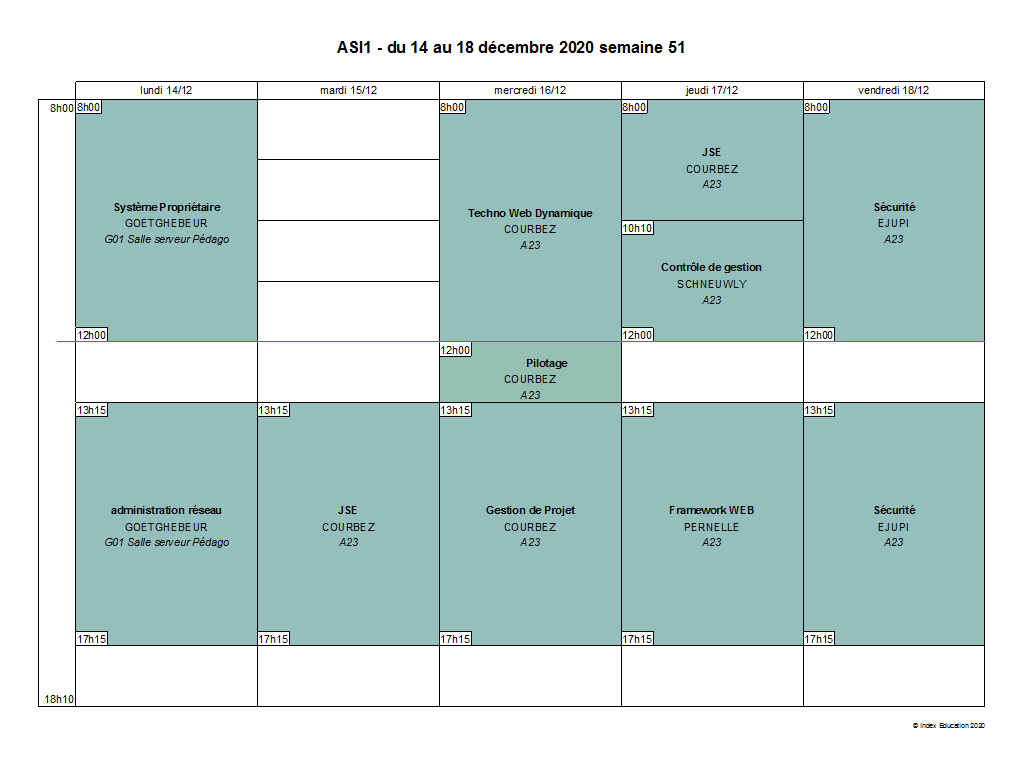 ASI1 - du 14 au 18 décembre 2020 semaine 51
lundi 14/12
mardi 15/12
mercredi 16/12
jeudi 17/12
vendredi 18/12
8h00
8h00
Système Propriétaire
GOETGHEBEUR
G01 Salle serveur Pédago
12h00
13h15
administration réseau
GOETGHEBEUR
G01 Salle serveur Pédago
17h15
13h15
JSE
COURBEZ
A23
17h15
8h00
Techno Web Dynamique
COURBEZ
A23
12h00
Pilotage
COURBEZ
A23
13h15
Gestion de Projet
COURBEZ
A23
17h15
8h00
JSE
COURBEZ
A23
10h10
Contrôle de gestion
SCHNEUWLY
A23
12h00
13h15
Framework WEB
PERNELLE
A23
17h15
8h00
Sécurité
EJUPI
A23
12h00
13h15
Sécurité
EJUPI
A23
17h15
18h10
© Index Education 2020